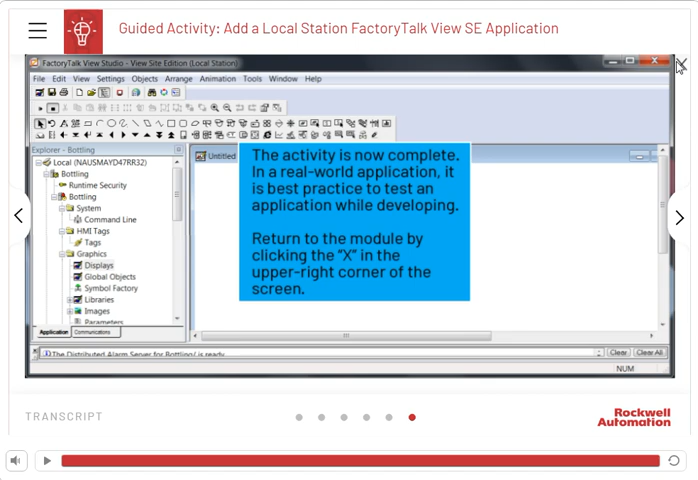 Guided Activity: Add a Local Station FactoryTalk View SE Application
FactoryTalk View Studio - View Site Edition (Local Station)
File Edit View Settings Objects Arrange Animation Tools Window Help
Explorer - Bottling
Local (NAUSMAYD47RR32)
Bottling
Runtime Security
Bottling
System
Command Line
HMI Tags
Tags
Graphics
Displays
Global Objects
Symbol Factory
Libraries
Images
Parameters
Application Communications
Untitled
The activity is now complete.
In a real-world application, it
is best practice to test an
application while developing.
Return to the module by
clicking the "X" in the
upper-right corner of the
screen.
The Distributed Alarm Server for Bottling/ is ready
Clear Clear All
NUM
TRANSCRIPT
Rockwell
Automation